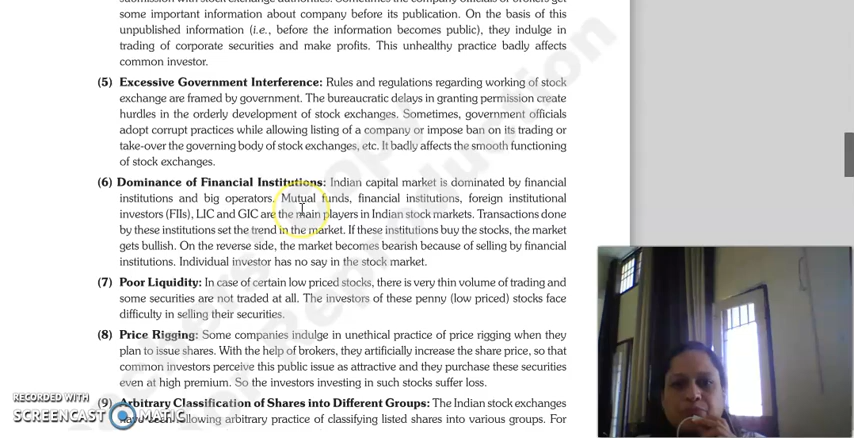 some important information about company before its publication. On the basis of this
unpublished information (i.e., before the information becomes public), they indulge in
trading of corporate securities and make profits. This unhealthy practice badly affects
common investor.
(5) Excessive Government Interference: Rules and regulations regarding working of stock
exchange are framed by government. The bureaucratic delays in granting permission create
hurdles in the orderly development of stock exchanges. Sometimes, government officials
adopt corrupt practices while allowing listing of a company or impose ban on its trading or
take-over the governing body of stock exchanges, etc. It badly affects the smooth functioning
of stock exchanges.
(6) Dominance of Financial Institutions: Indian capital market is dominated by financial
institutions and big operators. Mutual funds, financial institutions, foreign institutional
investors (FIIs), LIC and GIC are the main players in Indian stock markets. Transactions done
by these institutions set the trend in the market. If these institutions buy the stocks, the market
gets bullish. On the reverse side, the market becomes bearish because of selling by financial
institutions. Individual investor has no say in the stock market.
(7) Poor Liquidity: In case of certain low priced stocks, there is very thin volume of trading and
some securities are not traded at all. The investors of these penny (low priced) stocks face
difficulty in selling their securities.
(8) Price Rigging: Some companies indulge in unethical practice of price rigging when they
plan to issue shares. With the help of brokers, they artificially increase the share price, so that
common investors perceive this public issue as attractive and they purchase these securities
even at high premium. So the investors investing in such stocks suffer loss.
(9) Arbitrary Classification of Shares into Different Groups: The Indian stock exchanges
have been following arbitrary practice of classifying listed shares into various groups. For
RECORDED WITH
SCREENCAST MATIC